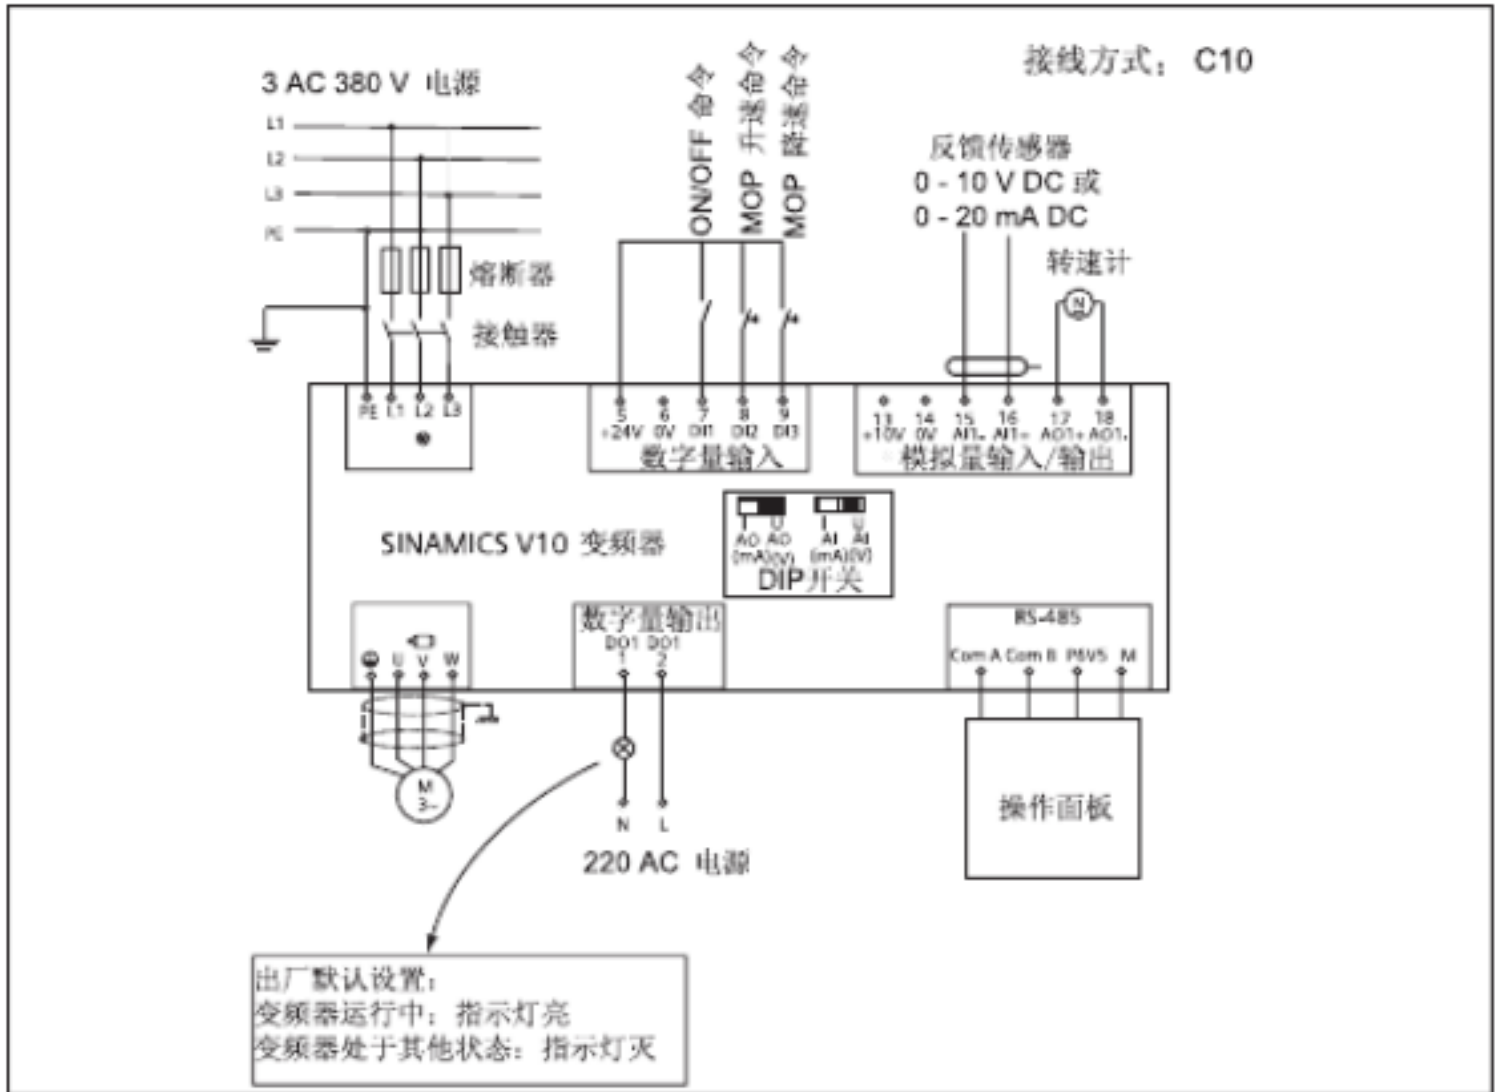 接线方式： C10
3 AC 380 V 电源
L1
L2
L3
PE
熔断器
接触器
ON/OFF 命令
MOP 升速命令
MOP 降速命令
反馈传感器
0 - 10 V DC 或
0 - 20 mA DC
转速计
N
PE L1 L2 L3
5 6 7 8 9
+24V 0V DI1 DI2 DI3
数字量输入
13 14 15 16 17 18
+10V 0V AI1- AI1+ AO1+ AO1-
模拟量输入/输出
SINAMICS V10 变频器
I U I U
AO AO AI AI
(mA)(V) (mA)(V)
DIP开关
U V W
M
3~
数字量输出
DO1 DO1
1 2
N L
220 AC 电源
RS-485
Com A Com B P6V5 M
操作面板
出厂默认设置：
变频器运行中：指示灯亮
变频器处于其他状态：指示灯灭